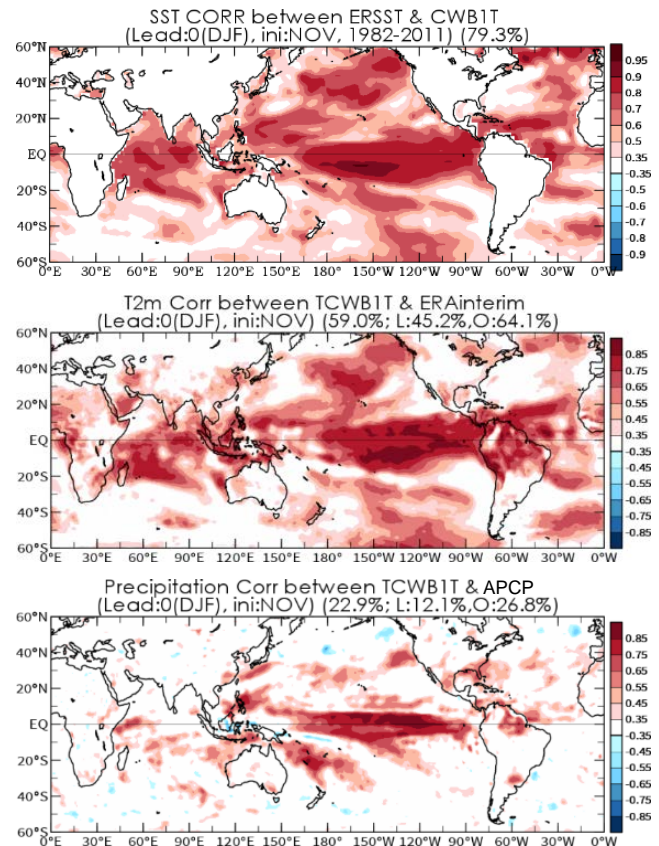 SST CORR between ERSST & CWB1T
(Lead:0(DJF), ini:NOV, 1982-2011) (79.3%)
60°N
40°N
20°N
EQ
20°S
40°S
60°S
0°E 30°E 60°E 90°E 120°E 150°E 180° 150°W 120°W 90°W 60°W 30°W 0°W
0.95
0.9
0.8
0.7
0.6
0.5
0.4
0.35
-0.35
-0.4
-0.5
-0.6
-0.7
-0.8
-0.9
T2m Corr between TCWB1T & ERAinterim
(Lead:0(DJF), ini:NOV) (59.0%; L:45.2%,O:64.1%)
60°N
40°N
20°N
EQ
20°S
40°S
60°S
0°E 30°E 60°E 90°E 120°E 150°E 180° 150°W 120°W 90°W 60°W 30°W 0°W
0.85
0.75
0.65
0.55
0.45
0.35
-0.35
-0.45
-0.55
-0.65
-0.75
-0.85
Precipitation Corr between TCWB1T & APCP
(Lead:0(DJF), ini:NOV) (22.9%; L:12.1%,O:26.8%)
60°N
40°N
20°N
EQ
20°S
40°S
60°S
0°E 30°E 60°E 90°E 120°E 150°E 180° 150°W 120°W 90°W 60°W 30°W 0°W
0.85
0.75
0.65
0.55
0.45
0.35
-0.35
-0.45
-0.55
-0.65
-0.75
-0.85